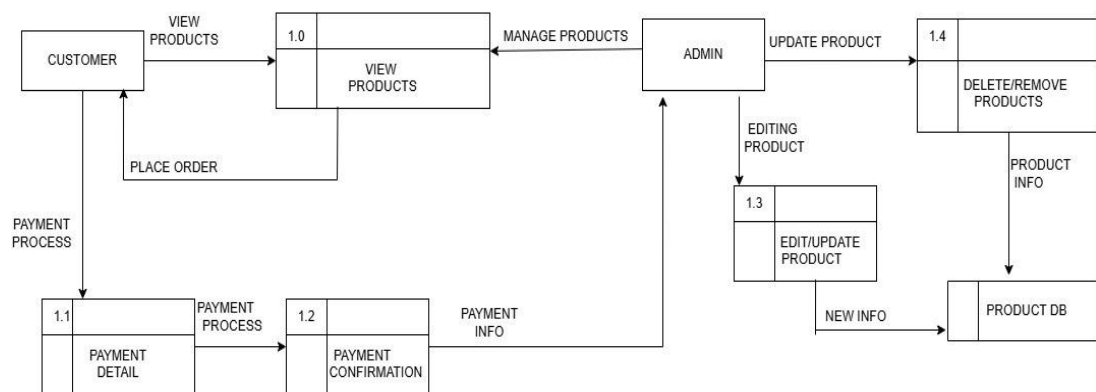 VIEW
PRODUCTS
CUSTOMER
1.0
VIEW
PRODUCTS
MANAGE PRODUCTS
ADMIN
UPDATE PRODUCT
1.4
DELETE/REMOVE
PRODUCTS
PLACE ORDER
EDITING
PRODUCT
PRODUCT
INFO
PAYMENT
PROCESS
1.3
EDIT/UPDATE
PRODUCT
1.1
PAYMENT
DETAIL
PAYMENT
PROCESS
1.2
PAYMENT
CONFIRMATION
PAYMENT
INFO
NEW INFO
PRODUCT DB